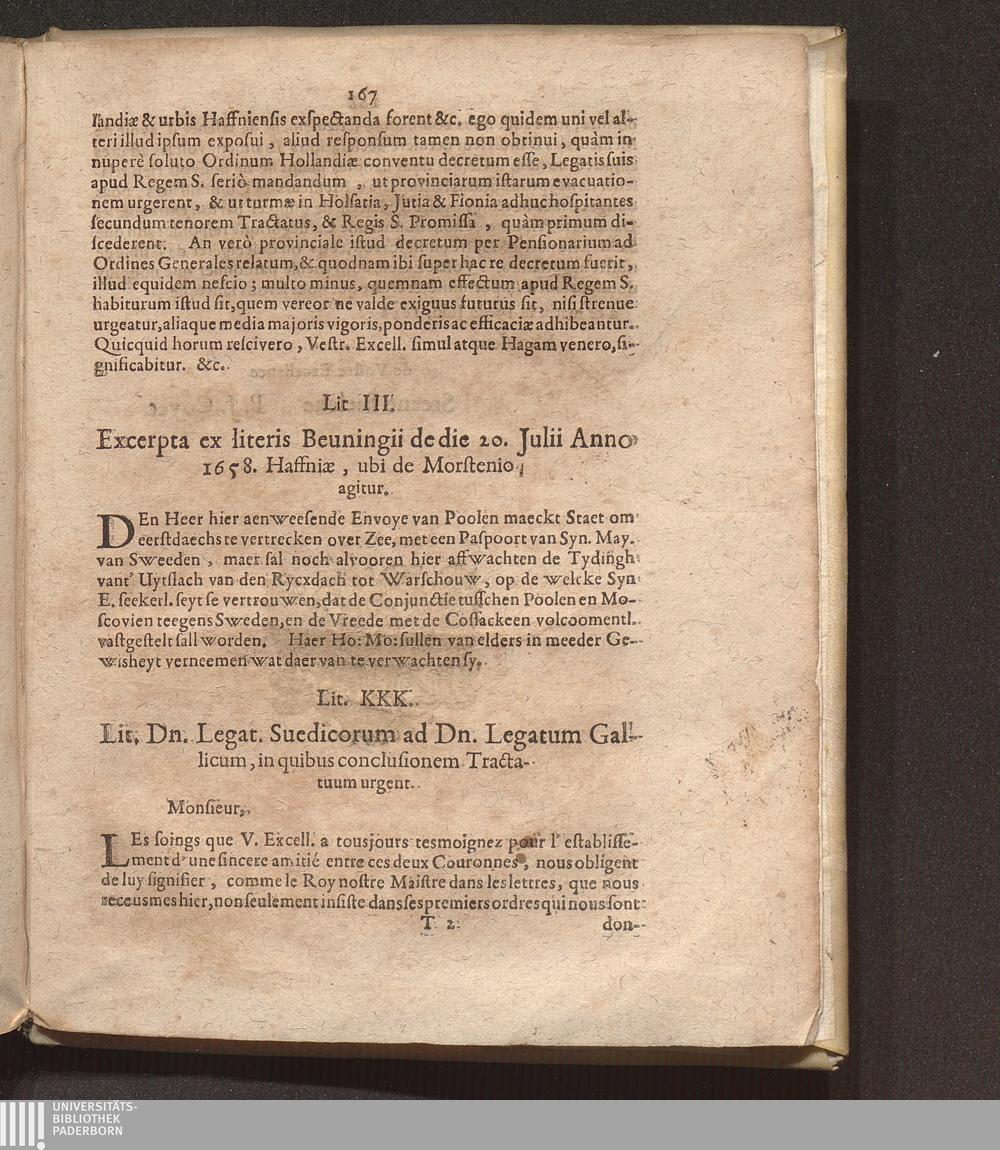 167
landiæ & urbis Haffniensis exspectanda forent &c. ego quidem uni vel al-
teri illud ipsum exposui, aliud responsum tamen non obtinui, quàm in
nuperè soluto Ordinum Hollandiæ conventu decretum esse, Legatis suis
apud Regem S. seriò mandandum, ut provinciarum istarum evacuatio-
nem urgerent, & ut turmæ in Holsatia, Jutia & Fionia adhuc hospitantes
secundum tenorem Tractatus, & Regis S. Promissa, quàm primum di-
scederent. An verò provinciale istud decretum per Pensionarium ad
Ordines Generales relatum, & quodnam ibi super hac re decretum fuerit,
illud equidem nescio; multo minus, quemnam effectum apud Regem S.
habiturum istud sit, quem vereor ne valde exiguus futurus sit, nisi strenue
urgeatur, aliaque media majoris vigoris, ponderis ac efficaciæ adhibeantur.
Quicquid horum rescivero, Vestr. Excell. simul atque Hagam venero, si-
gnificabitur. &c.
Lit III.
Excerpta ex literis Beuningii de die 20. Julii Anno
1658. Haffniæ, ubi de Morstenio
agitur.
DEn Heer hier aenweesende Envoye van Poolen maeckt Staet om
eerstdaechs te vertrecken over Zee, met een Paspoort van Syn. May.
van Sweeden, maer sal noch alvooren hier affwachten de Tydingh
vant' Uytslach van den Rycxdach tot Warschouw, op de welcke Syn
E. seekerl. seyt se vertrouwen, dat de Conjunctie tusschen Poolen en Mo-
scovien teegens Sweden, en de Vreede met de Cossackeen volcoomentl.
vastgestelt sall worden. Haer Ho: Mo: sullen van elders in meeder Ge-
wisheyt verneemen wat daer van te verwachten sy.
Lit. KKK.
Lit. Dn. Legat. Suedicorum ad Dn. Legatum Gal-
licum, in quibus conclusionem Tracta-
tuum urgent.
Monsieur,
LEs soings que V. Excell. a tousjours tesmoignez pour l'establisse-
ment d'une sincere amitié entre ces deux Couronnes, nous obligent
de luy signifier, comme le Roy nostre Maistre dans les lettres, que nous
receusmes hier, non seulement insiste dans ses premiers ordres qui nous sont
T 2 don-
UNIVERSITÄTS-
BIBLIOTHEK
PADERBORN